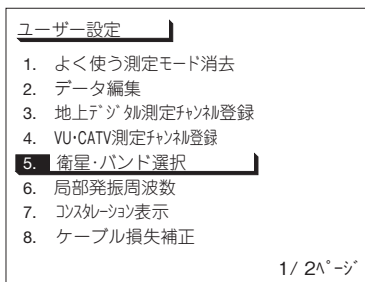 ユーザー設定
1. よく使う測定モード消去
2. データ編集
3. 地上ﾃﾞｼﾞﾀﾙ測定ﾁｬﾝﾈﾙ登録
4. VU･CATV測定ﾁｬﾝﾈﾙ登録
5. 衛星･バンド選択
6. 局部発振周波数
7. ｺﾝｽﾀﾚｰｼｮﾝ表示
8. ケーブル損失補正
1/ 2ﾍﾟｰｼﾞ